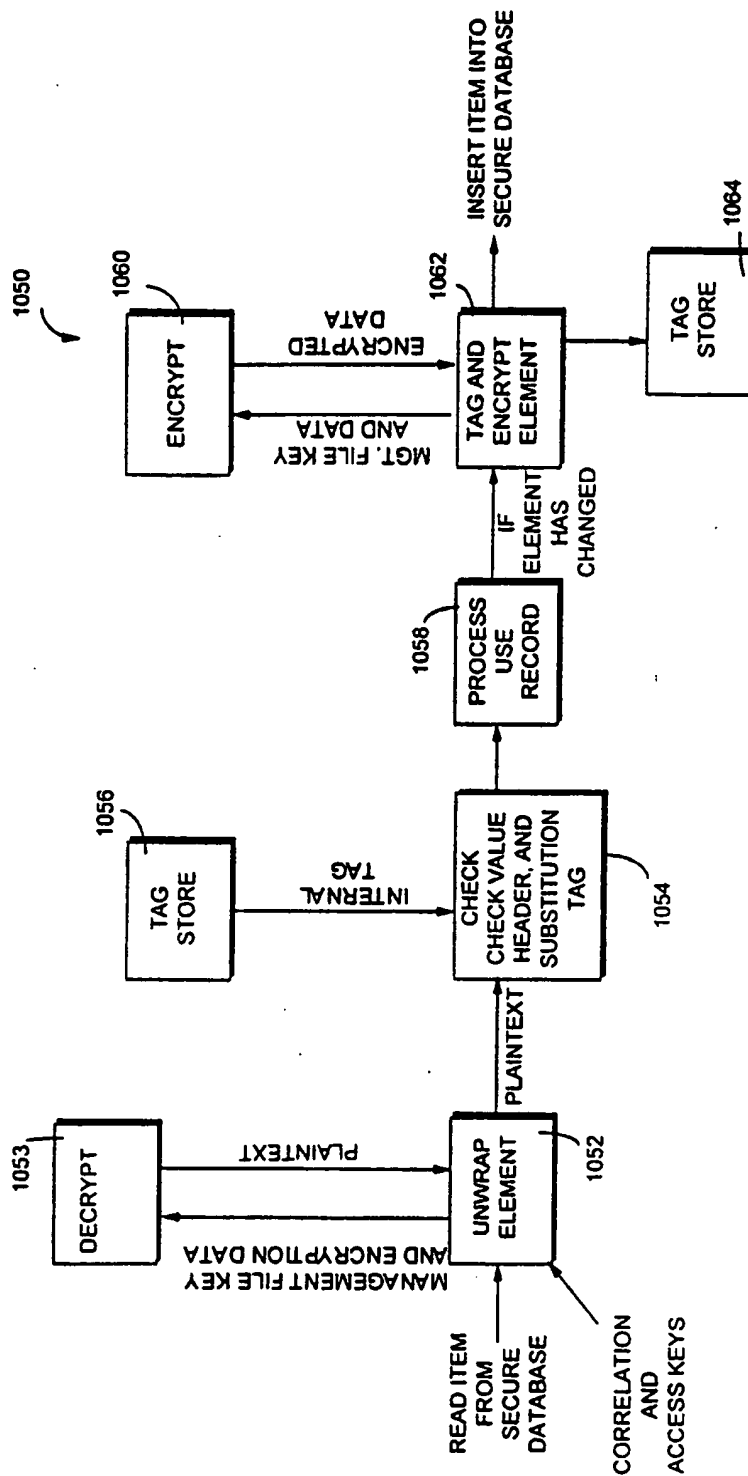 1050
1053
DECRYPT
MANAGEMENT FILE KEY
AND ENCRYPTION DATA
PLAINTEXT
READ ITEM
FROM
SECURE
DATABASE
CORRELATION
AND
ACCESS KEYS
UNWRAP
ELEMENT
1052
PLAINTEXT
1056
TAG
STORE
INTERNAL
TAG
CHECK
CHECK VALUE
HEADER, AND
SUBSTITUTION
TAG
1054
1058
PROCESS
USE
RECORD
IF
ELEMENT
HAS
CHANGED
1060
ENCRYPT
MGT. FILE KEY
AND DATA
ENCRYPTED
DATA
1062
TAG AND
ENCRYPT
ELEMENT
INSERT ITEM INTO
SECURE DATABASE
TAG
STORE
1064